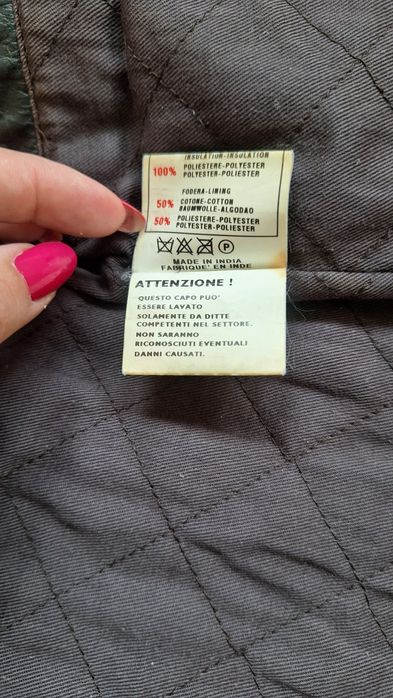 INSULATION-INSULATION
100% POLIESTERE-POLYESTER
POLYESTER-POLIESTER
FODERA-LINING
50% COTONE-COTTON
BAUMWOLLE-ALGODAO
50% POLIESTERE-POLYESTER
POLYESTER-POLIESTER
P
MADE IN INDIA
FABRIQUE' EN INDE
ATTENZIONE !
QUESTO CAPO PUO'
ESSERE LAVATO
SOLAMENTE DA DITTE
COMPETENTI NEL SETTORE.
NON SARANNO
RICONOSCIUTI EVENTUALI
DANNI CAUSATI.